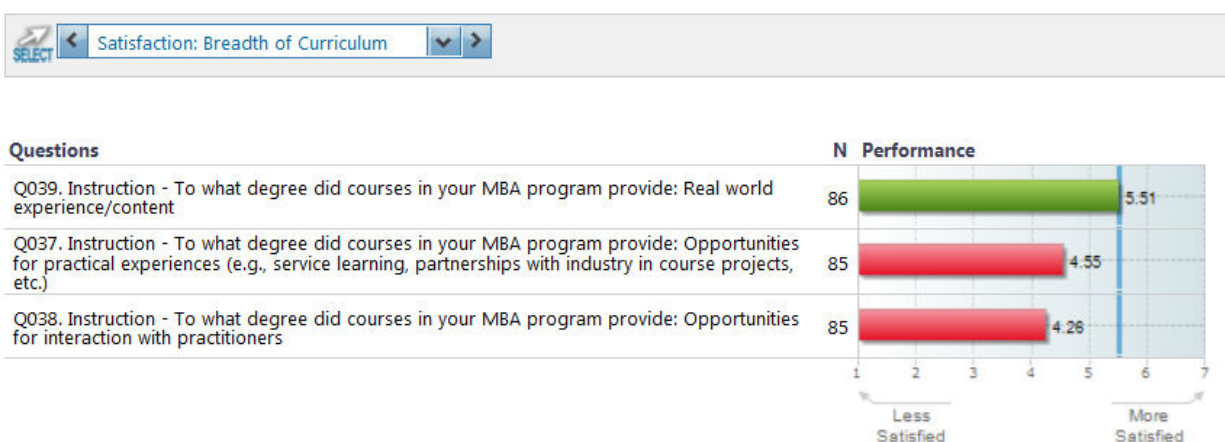 SELECT
Satisfaction: Breadth of Curriculum
Questions N Performance
Q039. Instruction - To what degree did courses in your MBA program provide: Real world
experience/content
86
5.51
Q037. Instruction - To what degree did courses in your MBA program provide: Opportunities
for practical experiences (e.g., service learning, partnerships with industry in course projects,
etc.)
85
4.55
Q038. Instruction - To what degree did courses in your MBA program provide: Opportunities
for interaction with practitioners
85
4.26
1 2 3 4 5 6 7
Less More
Satisfied Satisfied